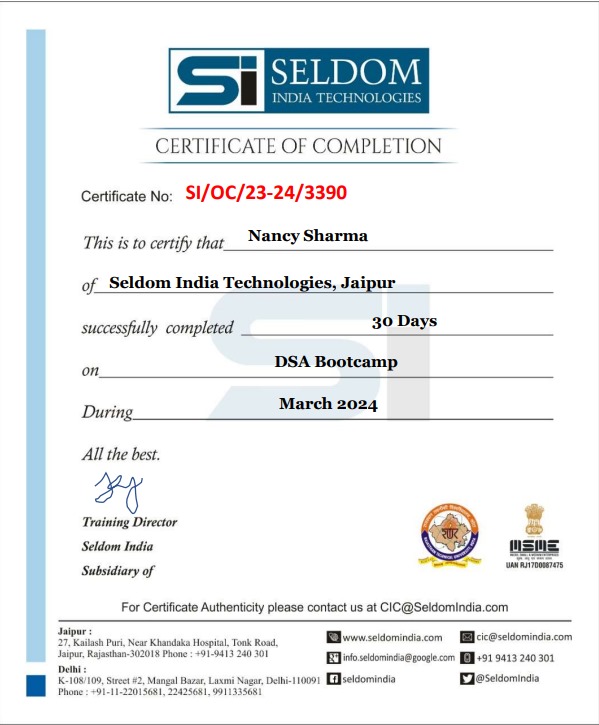 Si SELDOM
INDIA TECHNOLOGIES
CERTIFICATE OF COMPLETION
Certificate No: SI/OC/23-24/3390
This is to certify that Nancy Sharma
of Seldom India Technologies, Jaipur
successfully completed 30 Days
on DSA Bootcamp
During March 2024
All the best.
Training Director
Seldom India
Subsidiary of
MSME
UAN RJ17D0087475
For Certificate Authenticity please contact us at CIC@SeldomIndia.com
Jaipur :
27, Kailash Puri, Near Khandaka Hospital, Tonk Road,
Jaipur, Rajasthan-302018 Phone : +91-9413 240 301
Delhi :
K-108/109, Street #2, Mangal Bazar, Laxmi Nagar, Delhi-110091
Phone : +91-11-22015681, 22425681, 9911335681
www.seldomindia.com
cic@seldomindia.com
info.seldomindia@google.com
+91 9413 240 301
seldomindia
@SeldomIndia